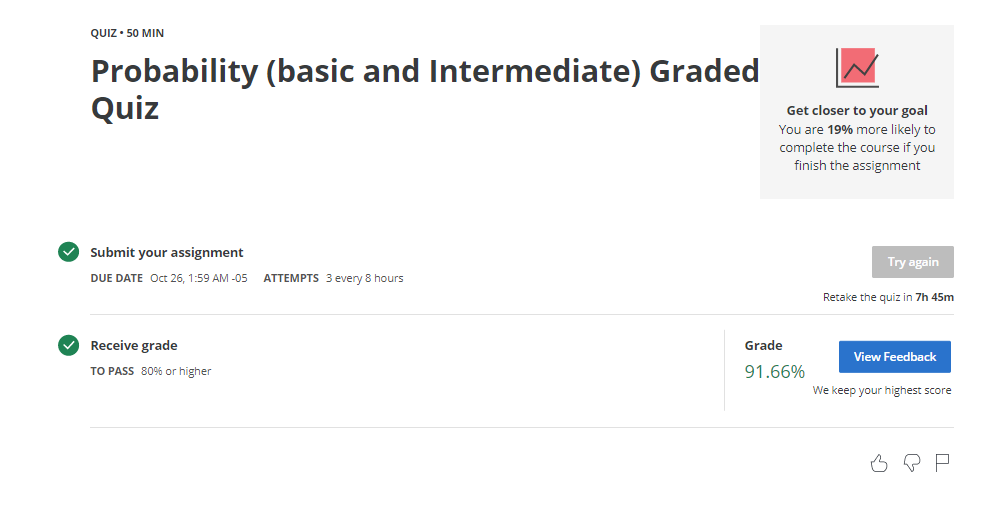 QUIZ • 50 MIN
Probability (basic and Intermediate) Graded
Quiz
Get closer to your goal
You are 19% more likely to
complete the course if you
finish the assignment
Submit your assignment
DUE DATE Oct 26, 1:59 AM -05 ATTEMPTS 3 every 8 hours
Try again
Retake the quiz in 7h 45m
Receive grade
TO PASS 80% or higher
Grade
91.66%
View Feedback
We keep your highest score